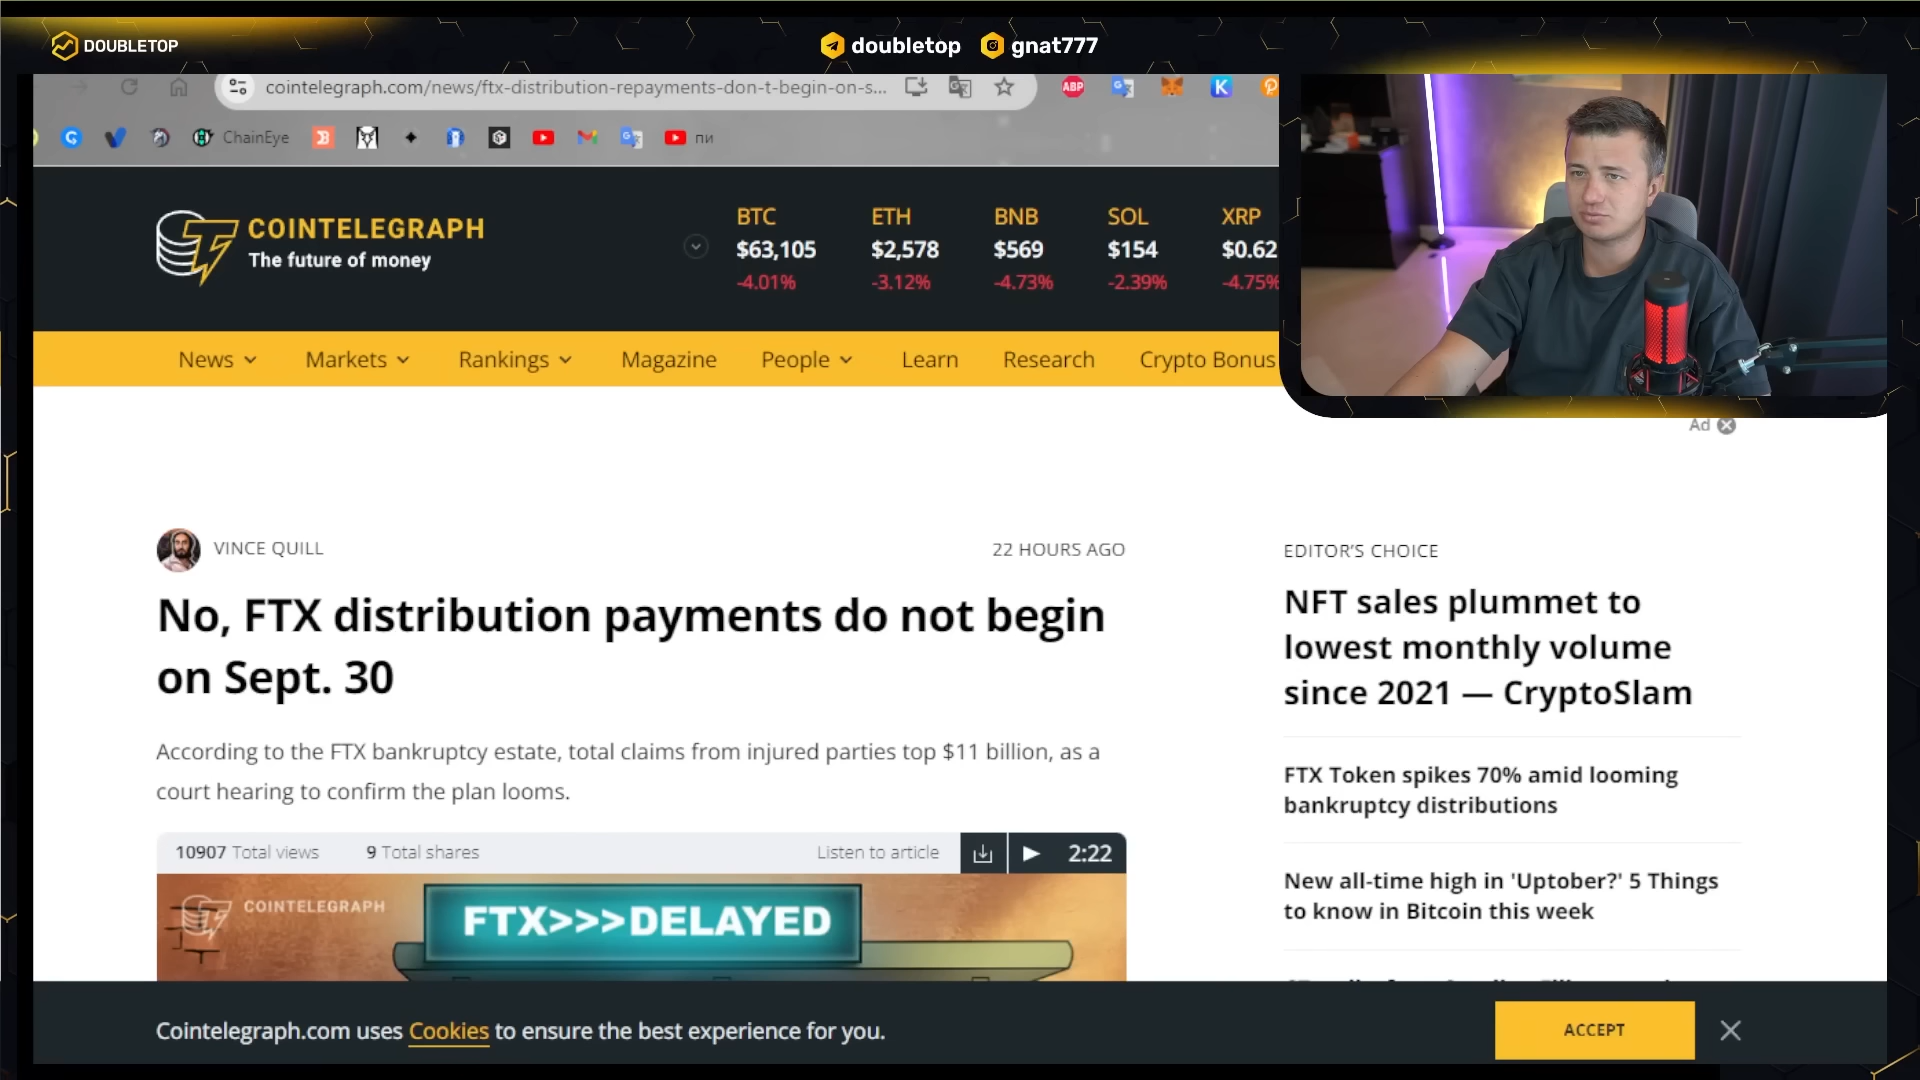 DOUBLETOP
doubletop gnat777
cointelegraph.com/news/ftx-distribution-repayments-don-t-begin-on-s...
ABP
ChainEye
пи
COINTELEGRAPH
The future of money
BTC ETH BNB SOL XRP
$63,105 $2,578 $569 $154 $0.62
-4.01% -3.12% -4.73% -2.39% -4.75%
News Markets Rankings Magazine People Learn Research Crypto Bonus
Ad
VINCE QUILL
22 HOURS AGO
No, FTX distribution payments do not begin
on Sept. 30
According to the FTX bankruptcy estate, total claims from injured parties top $11 billion, as a
court hearing to confirm the plan looms.
10907 Total views 9 Total shares Listen to article 2:22
COINTELEGRAPH
FTX>>>DELAYED
EDITOR'S CHOICE
NFT sales plummet to
lowest monthly volume
since 2021 — CryptoSlam
FTX Token spikes 70% amid looming
bankruptcy distributions
New all-time high in 'Uptober?' 5 Things
to know in Bitcoin this week
Cointelegraph.com uses Cookies to ensure the best experience for you.
ACCEPT